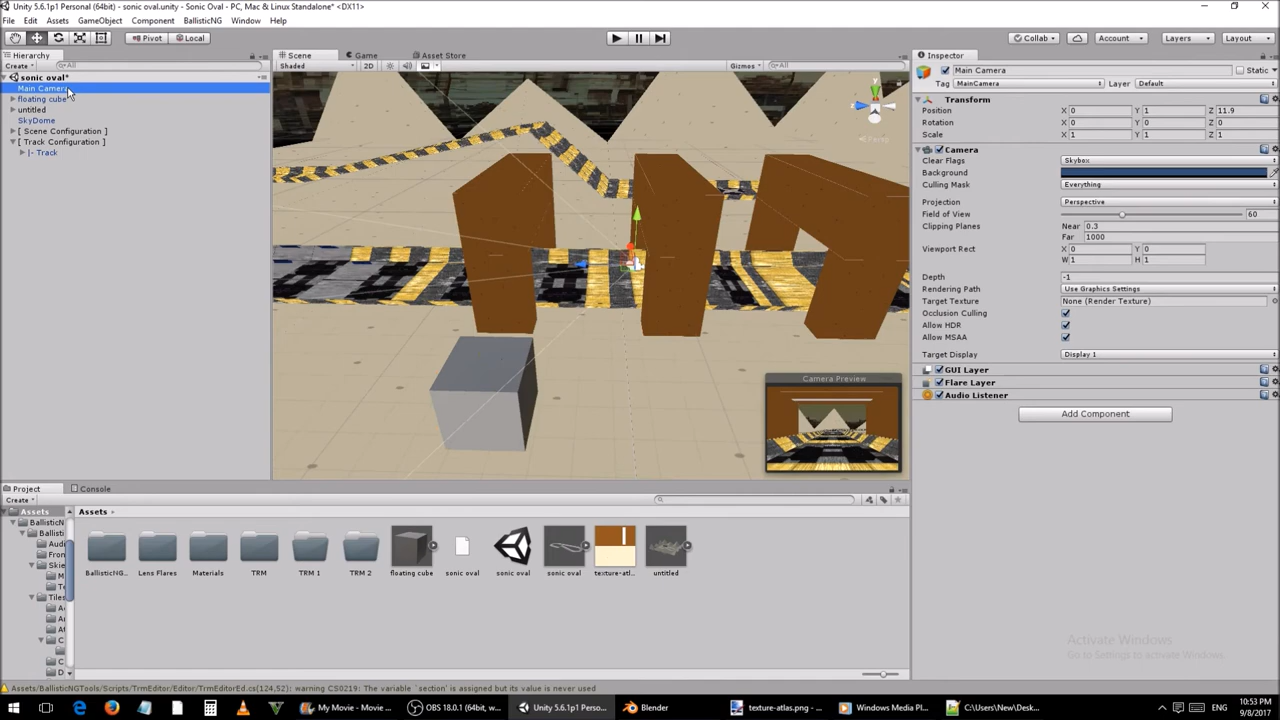 Unity 5.6.1p1 Personal (64bit) - sonic oval.unity - Sonic Oval - PC, Mac & Linux Standalone* <DX11>
File Edit Assets GameObject Component BallisticNG Window Help
Pivot Local Collab Account Layers Layout
Hierarchy
Create All
sonic oval*
Main Camera
floating cube
untitled
SkyDome
[ Scene Configuration ]
[ Track Configuration ]
|- Track
Scene Game Asset Store
Shaded 2D Gizmos All
y
z
Persp
Camera Preview
Inspector
Main Camera Static
Tag MainCamera Layer Default
Transform
Position X 0 Y 1 Z 11.9
Rotation X 0 Y 0 Z 0
Scale X 1 Y 1 Z 1
Camera
Clear Flags Skybox
Background
Culling Mask Everything
Projection Perspective
Field of View 60
Clipping Planes Near 0.3
Far 1000
Viewport Rect X 0 Y 0
W 1 H 1
Depth -1
Rendering Path Use Graphics Settings
Target Texture None (Render Texture)
Occlusion Culling
Allow HDR
Allow MSAA
Target Display Display 1
GUI Layer
Flare Layer
Audio Listener
Add Component
Project Console
Create
Assets
BallisticNG
Ballisti
Aud
Fron
Skie
M
Te
Tiles
A
A
A
C
C
D
Assets
BallisticNG... Lens Flares Materials TRM TRM 1 TRM 2 floating cube sonic oval sonic oval sonic oval texture-atl... untitled
Activate Windows
Go to Settings to activate Windows.
Assets/BallisticNGTools/Scripts/TrmEditor/Editor/TrmEditorEd.cs(124,52): warning CS0219: The variable `section' is assigned but its value is never used
My Movie - Movie ... OBS 18.0.1 (64bit, w... Unity 5.6.1p1 Perso... Blender texture-atlas.png - ... Windows Media Pl... C:\Users\New\Desk... ENG 10:53 PM
9/8/2017